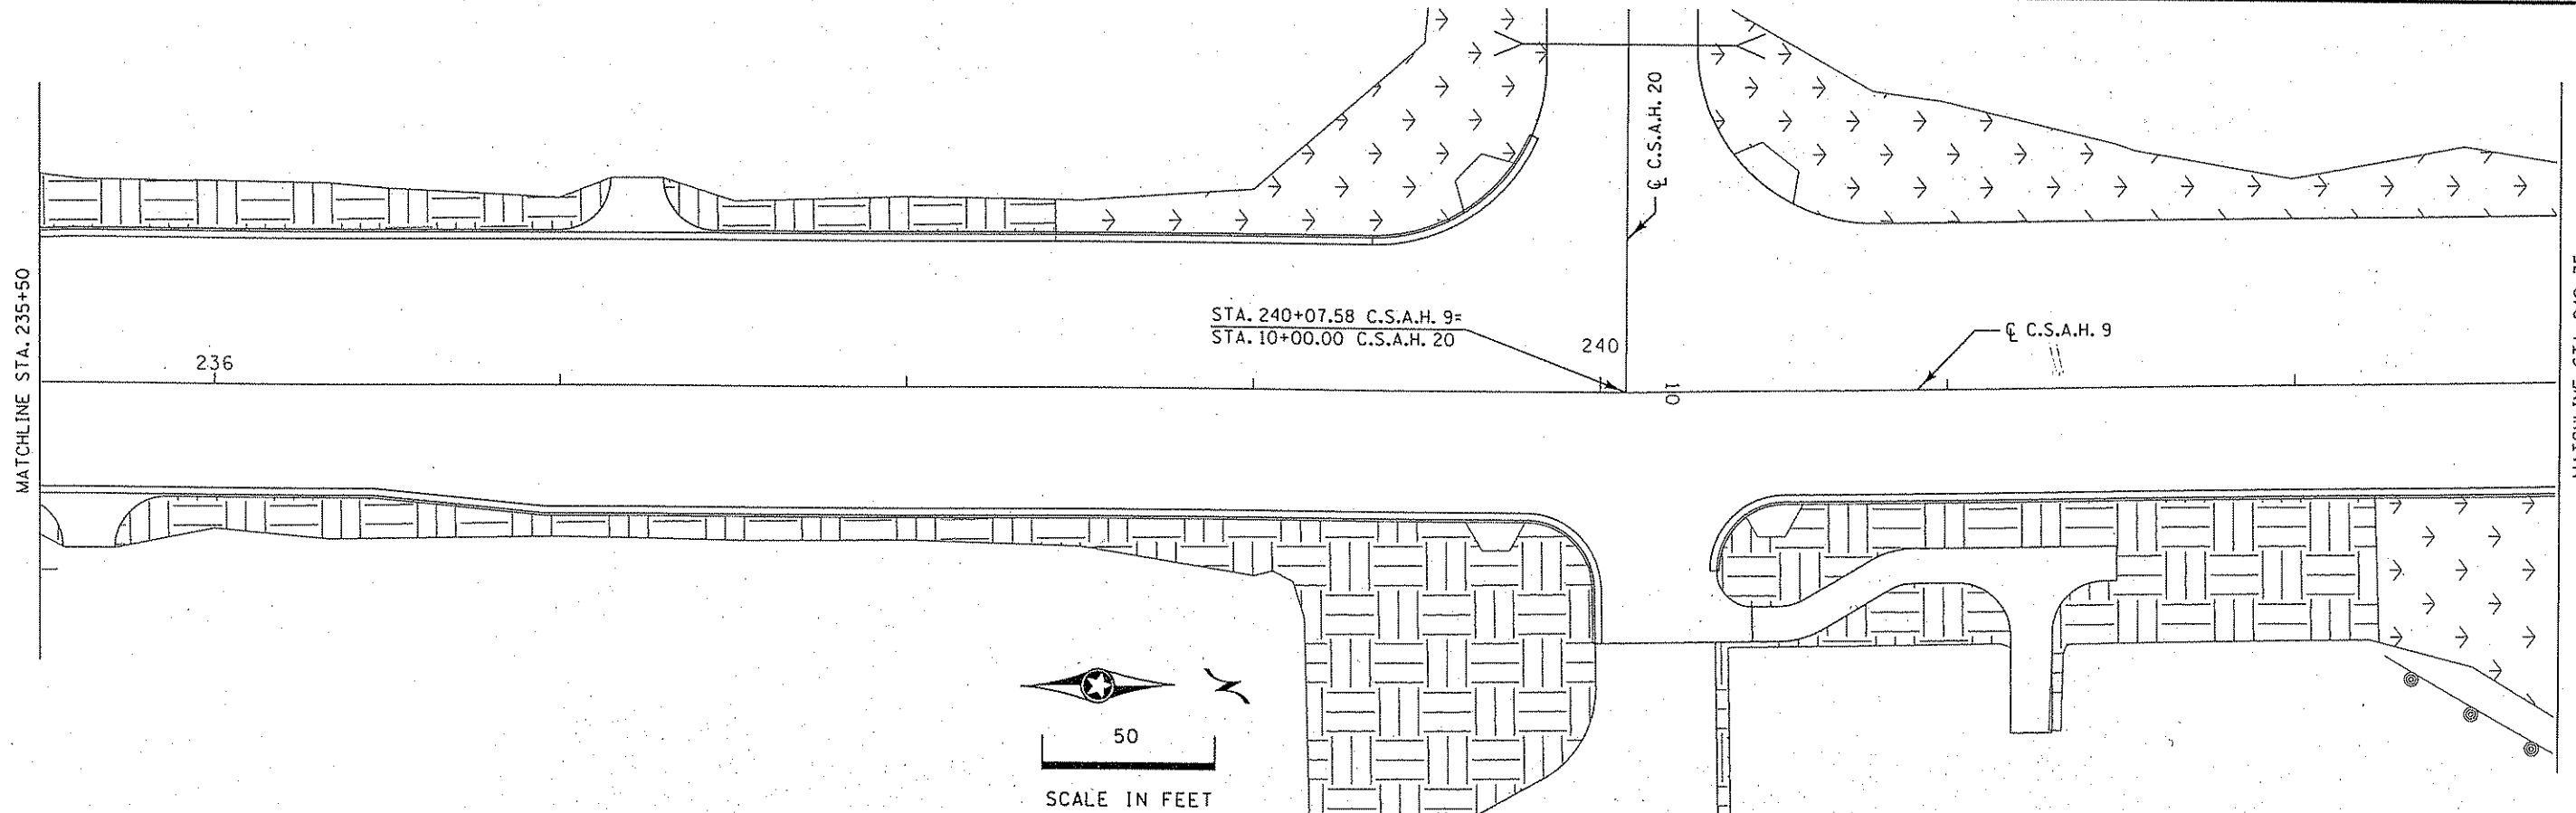 MATCHLINE STA. 235+50
236
STA. 240+07.58 C.S.A.H. 9=
STA. 10+00.00 C.S.A.H. 20
240
10
℄ C.S.A.H. 20
℄ C.S.A.H. 9
N
50
SCALE IN FEET